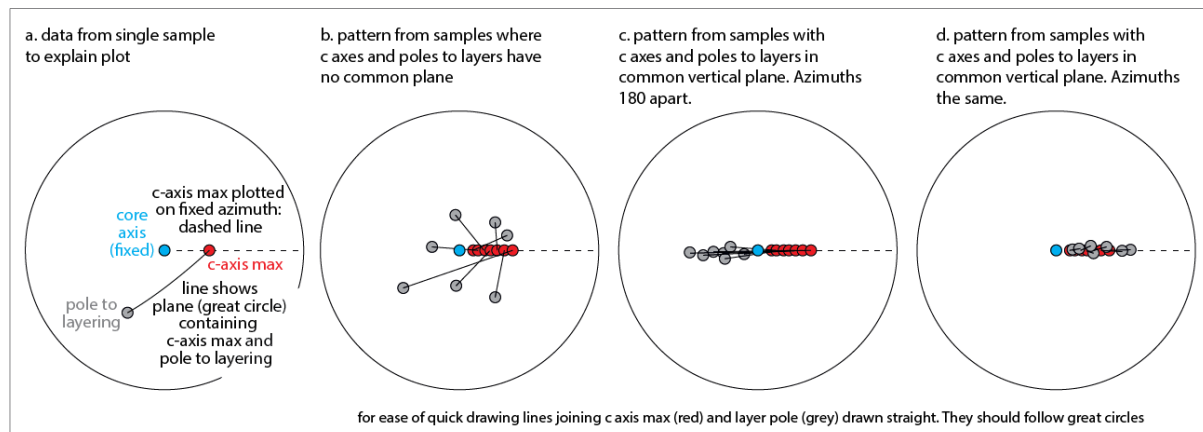 a. data from single sample
to explain plot
b. pattern from samples where
c axes and poles to layers have
no common plane
c. pattern from samples with
c axes and poles to layers in
common vertical plane. Azimuths
180 apart.
d. pattern from samples with
c axes and poles to layers in
common vertical plane. Azimuths
the same.
c-axis max plotted
on fixed azimuth:
dashed line
core
axis
(fixed)
c-axis max
pole to
layering
line shows
plane (great circle)
containing
c-axis max and
pole to layering
for ease of quick drawing lines joining c axis max (red) and layer pole (grey) drawn straight. They should follow great circles